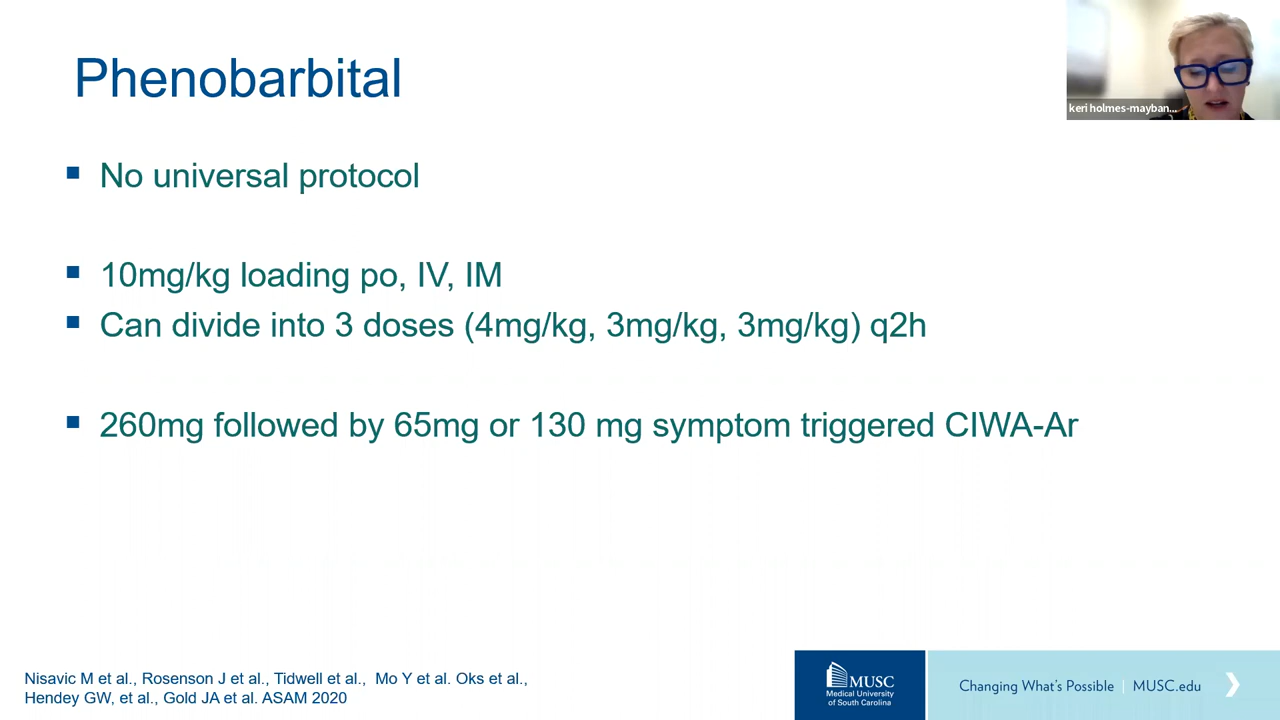 Phenobarbital
keri holmes-mayban...
No universal protocol
10mg/kg loading po, IV, IM
Can divide into 3 doses (4mg/kg, 3mg/kg, 3mg/kg) q2h
260mg followed by 65mg or 130 mg symptom triggered CIWA-Ar
Nisavic M et al., Rosenson J et al., Tidwell et al., Mo Y et al. Oks et al.,
Hendey GW, et al., Gold JA et al. ASAM 2020
MUSC
Medical University
of South Carolina
Changing What's Possible | MUSC.edu